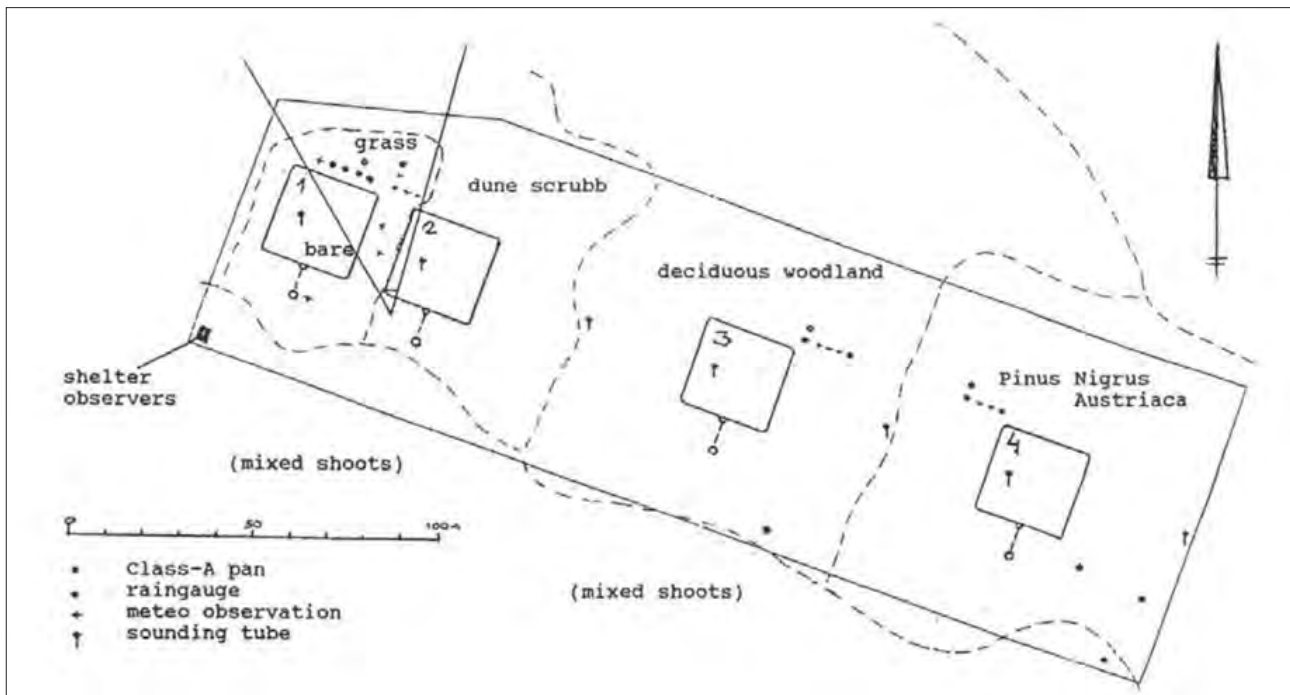 grass
dune scrubb
1
2
bare
deciduous woodland
3
shelter
observers
Pinus Nigrus
Austriaca
4
(mixed shoots)
(mixed shoots)
0
50
Class-A pan
raingauge
meteo observation
sounding tube